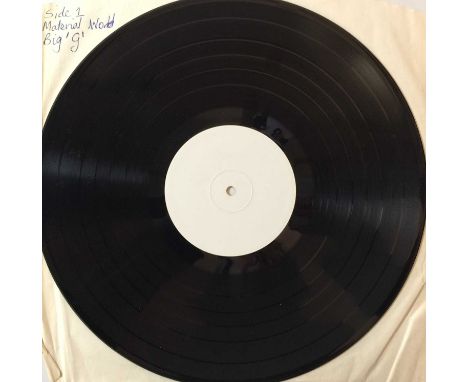 Side 1
Material World
Big 'G'